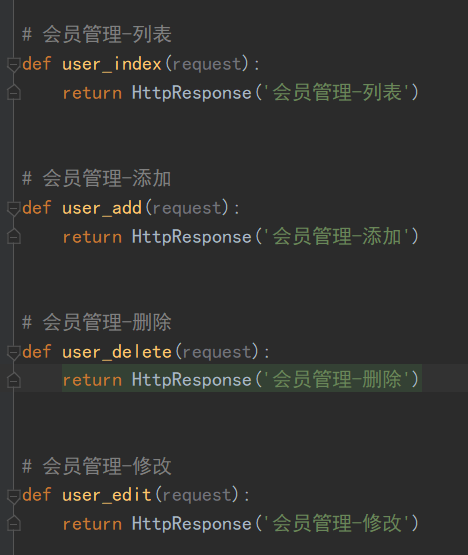 # 会员管理-列表
def user_index(request):
    return HttpResponse('会员管理-列表')
# 会员管理-添加
def user_add(request):
    return HttpResponse('会员管理-添加')
# 会员管理-删除
def user_delete(request):
    return HttpResponse('会员管理-删除')
# 会员管理-修改
def user_edit(request):
    return HttpResponse('会员管理-修改')